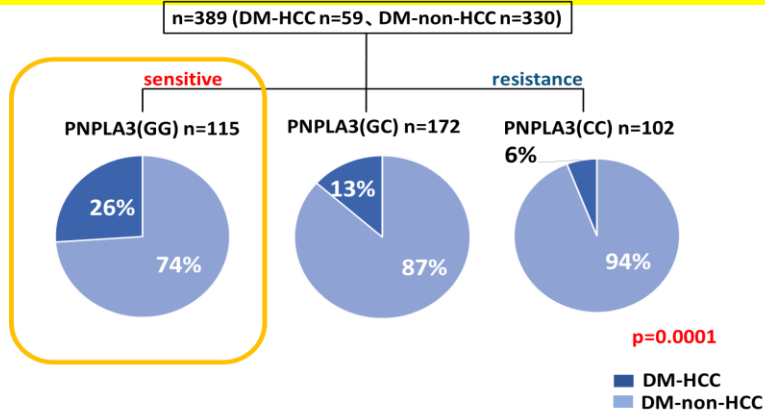 n=389 (DM-HCC n=59、DM-non-HCC n=330)
sensitive
resistance
PNPLA3(GG) n=115
PNPLA3(GC) n=172
PNPLA3(CC) n=102
26%
74%
13%
87%
6%
94%
p=0.0001
DM-HCC
DM-non-HCC